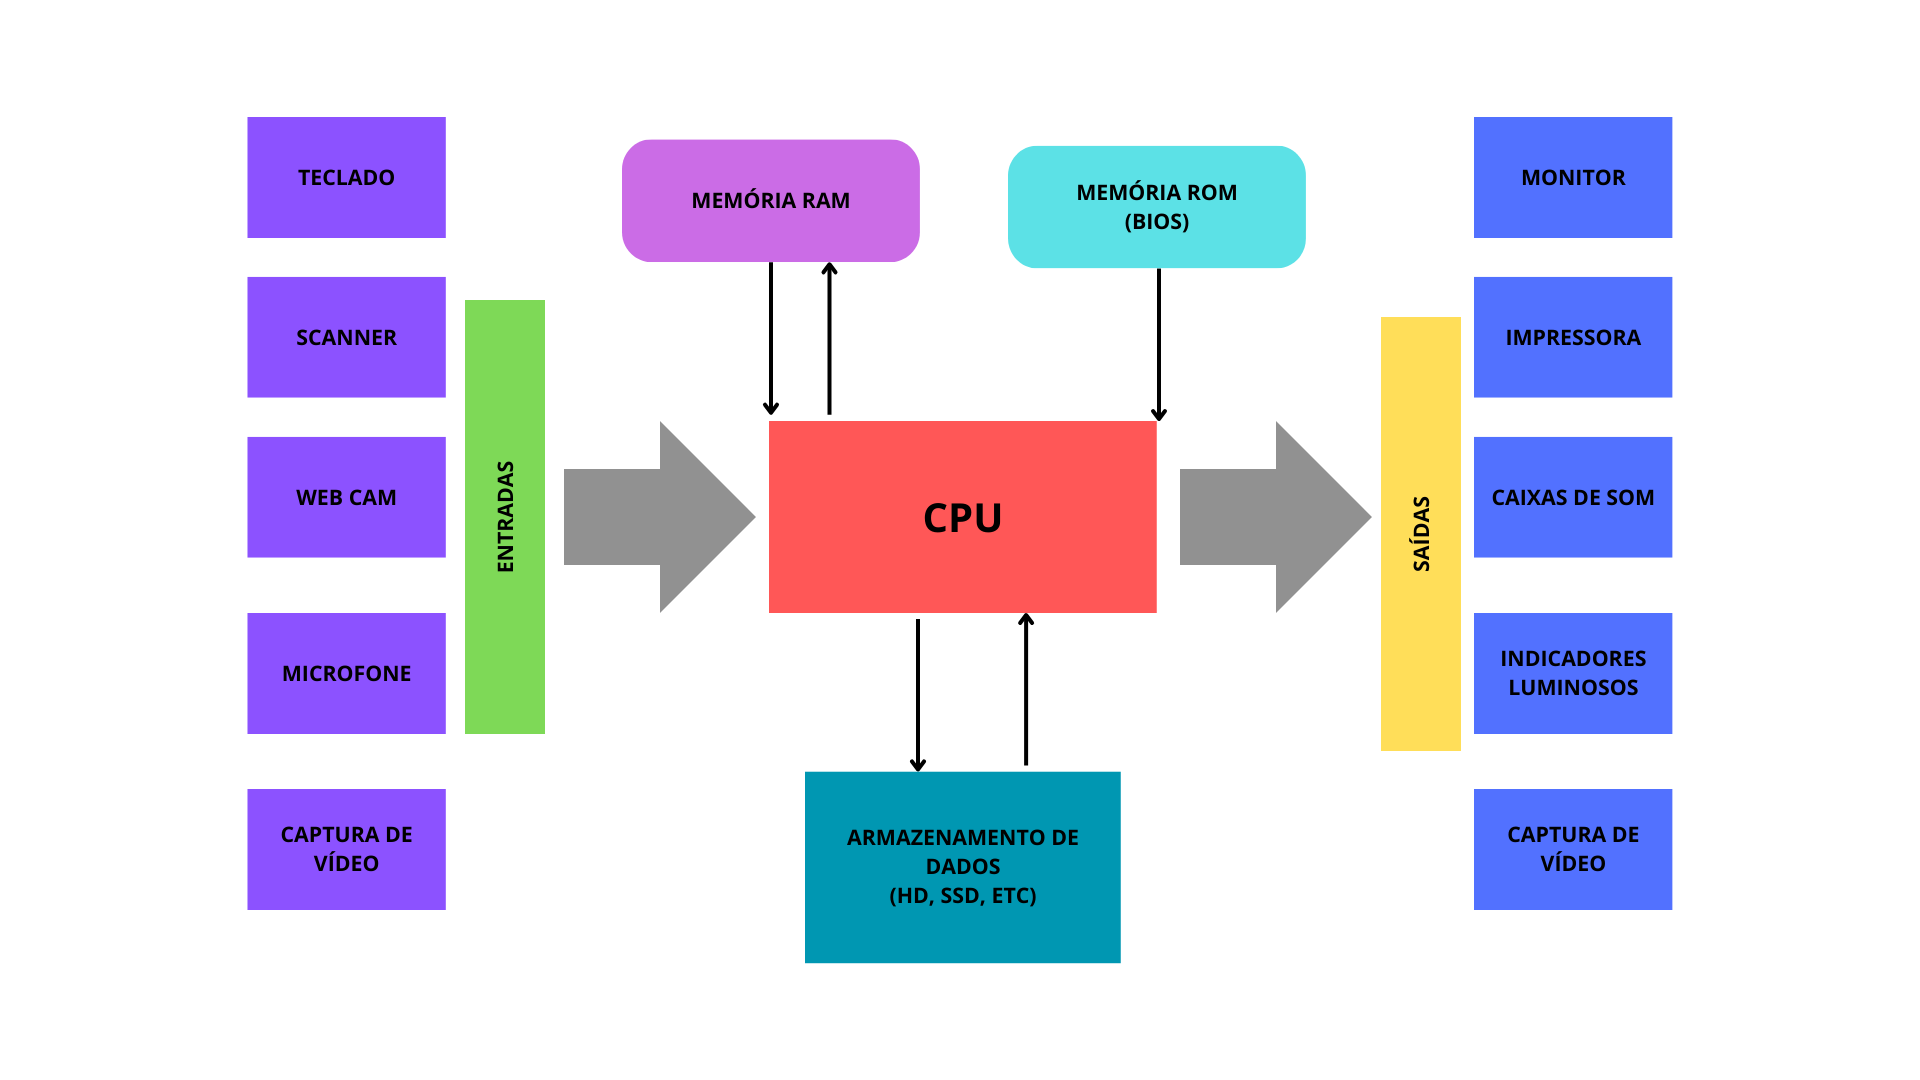 TECLADO
SCANNER
WEB CAM
MICROFONE
CAPTURA DE
VÍDEO
ENTRADAS
MEMÓRIA RAM
MEMÓRIA ROM
(BIOS)
CPU
ARMAZENAMENTO DE
DADOS
(HD, SSD, ETC)
SAÍDAS
MONITOR
IMPRESSORA
CAIXAS DE SOM
INDICADORES
LUMINOSOS
CAPTURA DE
VÍDEO